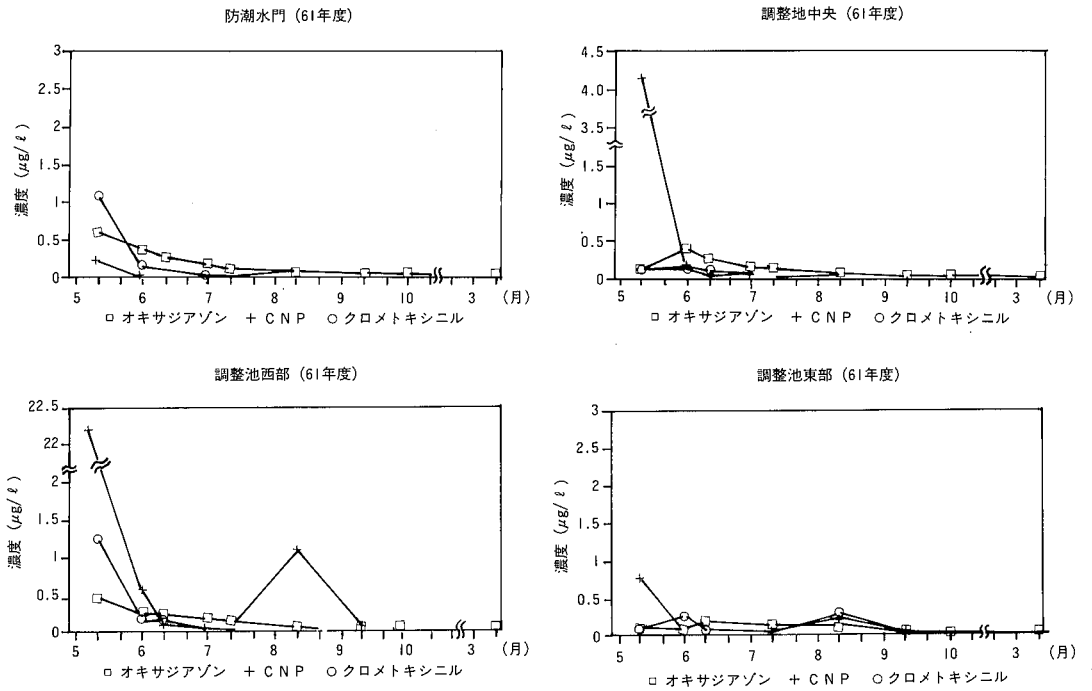 防潮水門 (61年度)
3
2.5
2
1.5
1
0.5
0
濃度 (μg/ℓ)
5 6 7 8 9 10 3 (月)
□ オキサジアゾン + CNP ○ クロメトキシニル
調整地中央 (61年度)
4.5
4.0
3.5
1.5
1.0
0.5
0
濃度 (μg/ℓ)
5 6 7 8 9 10 3 (月)
□ オキサジアゾン + CNP ○ クロメトキシニル
調整池西部 (61年度)
22.5
22
1.5
1
0.5
0
濃度 (μg/ℓ)
5 6 7 8 9 10 3 (月)
□ オキサジアゾン + CNP ○ クロメトキシニル
調整池東部 (61年度)
3
2.5
2
1.5
1
0.5
0
濃度 (μg/ℓ)
5 6 7 8 9 10 3 (月)
□ オキサジアゾン + CNP ○ クロメトキシニル